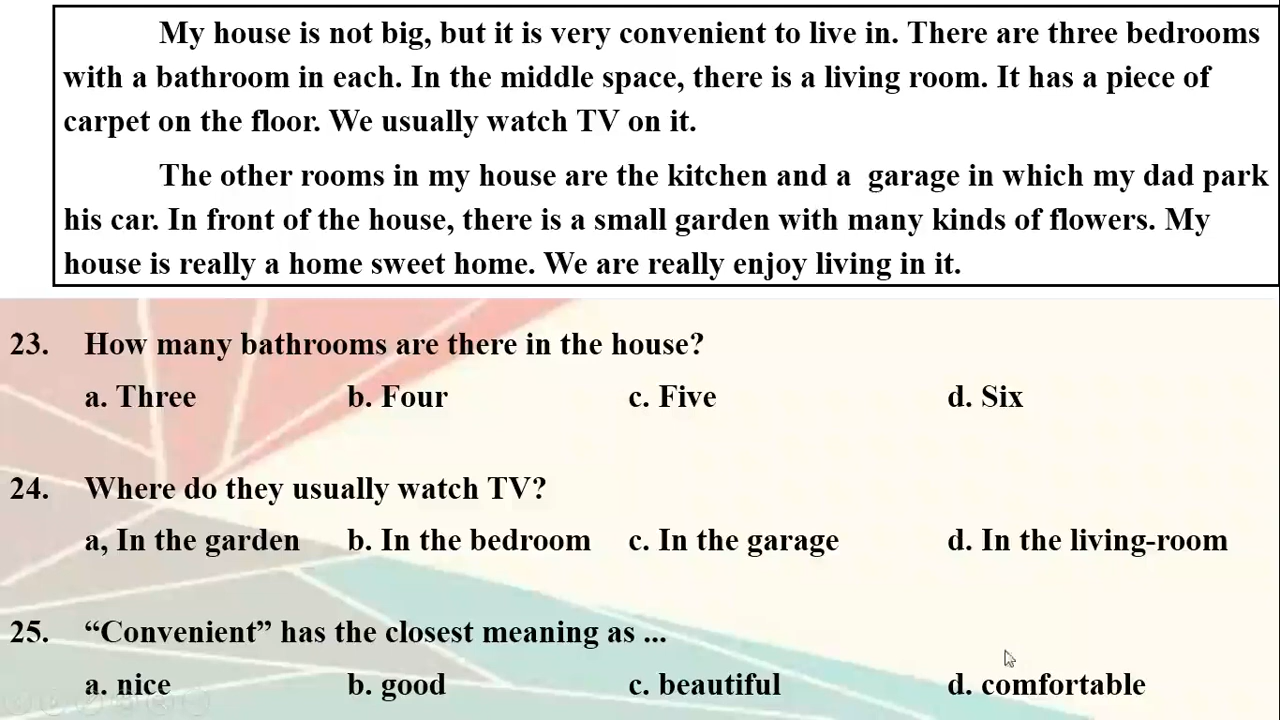 My house is not big, but it is very convenient to live in. There are three bedrooms
with a bathroom in each. In the middle space, there is a living room. It has a piece of
carpet on the floor. We usually watch TV on it.
The other rooms in my house are the kitchen and a  garage in which my dad park
his car. In front of the house, there is a small garden with many kinds of flowers. My
house is really a home sweet home. We are really enjoy living in it.
23. How many bathrooms are there in the house?
a. Three b. Four c. Five d. Six
24. Where do they usually watch TV?
a, In the garden b. In the bedroom c. In the garage d. In the living-room
25. “Convenient” has the closest meaning as ...
a. nice b. good c. beautiful d. comfortable